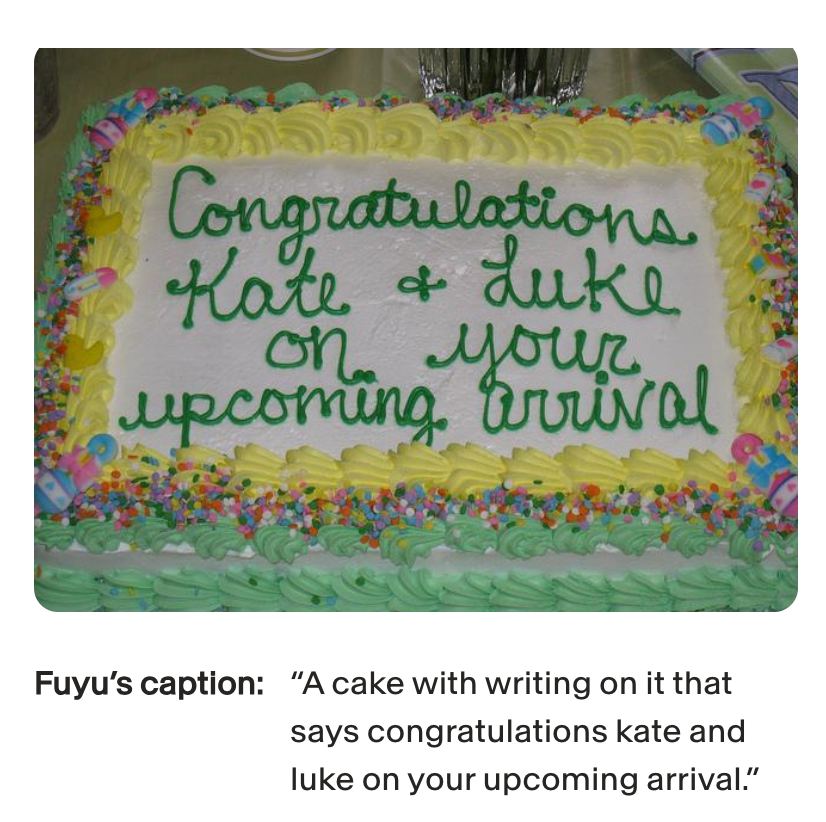 Congratulations
Kate & Luke
on your
upcoming arrival
Fuyu's caption: “A cake with writing on it that
says congratulations kate and
luke on your upcoming arrival.”